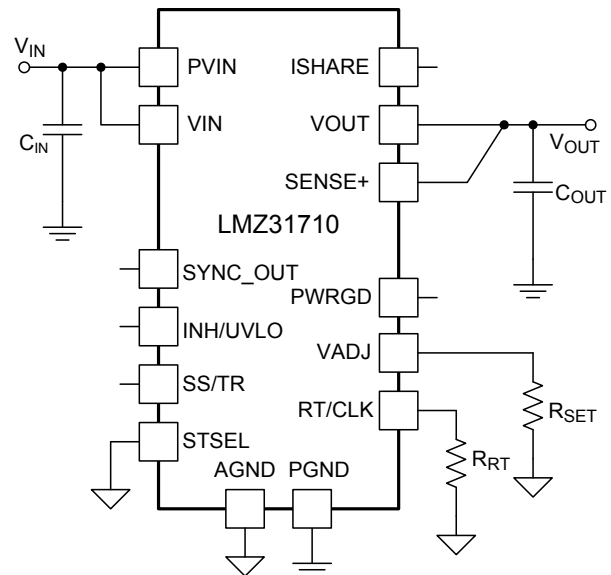 VIN
PVIN
ISHARE
VIN
VOUT
CIN
VOUT
SENSE+
COUT
LMZ31710
SYNC_OUT
PWRGD
INH/UVLO
VADJ
SS/TR
RT/CLK
RSET
STSEL
RRT
AGND
PGND